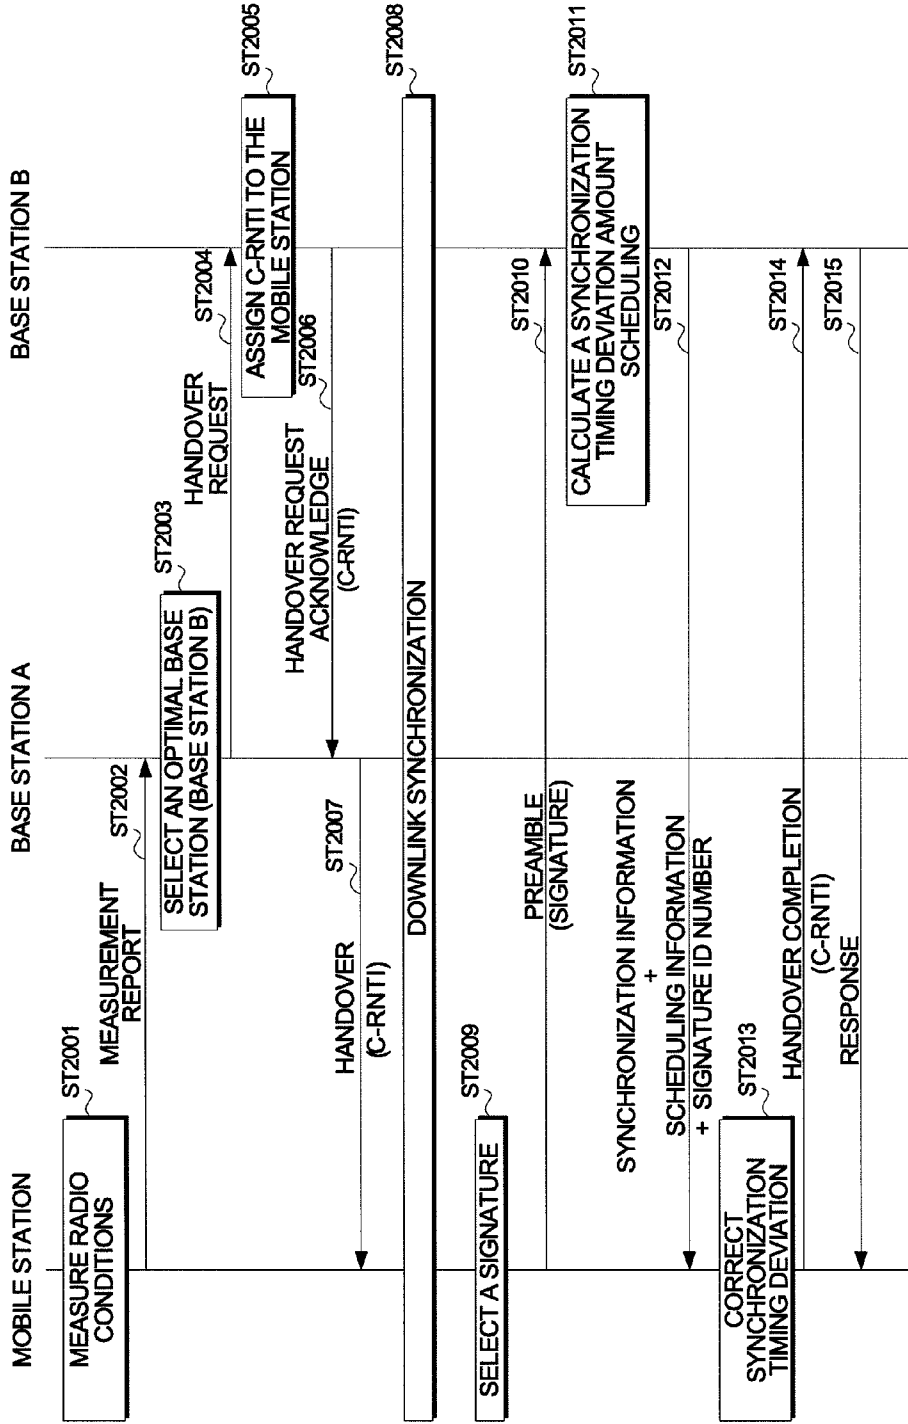 MOBILE STATION
BASE STATION A
BASE STATION B
ST2001
MEASURE RADIO
CONDITIONS
MEASUREMENT
REPORT
ST2002
ST2003
SELECT AN OPTIMAL BASE
STATION (BASE STATION B)
HANDOVER
REQUEST
ST2004
ST2005
ASSIGN C-RNTI TO THE
MOBILE STATION
ST2006
HANDOVER REQUEST
ACKNOWLEDGE
(C-RNTI)
ST2007
HANDOVER
(C-RNTI)
ST2008
DOWNLINK SYNCHRONIZATION
ST2009
SELECT A SIGNATURE
ST2010
PREAMBLE
(SIGNATURE)
ST2011
CALCULATE A SYNCHRONIZATION
TIMING DEVIATION AMOUNT
SCHEDULING
ST2012
SYNCHRONIZATION INFORMATION
+
SCHEDULING INFORMATION
+ SIGNATURE ID NUMBER
ST2013
CORRECT
SYNCHRONIZATION
TIMING DEVIATION
ST2014
HANDOVER COMPLETION
(C-RNTI)
ST2015
RESPONSE